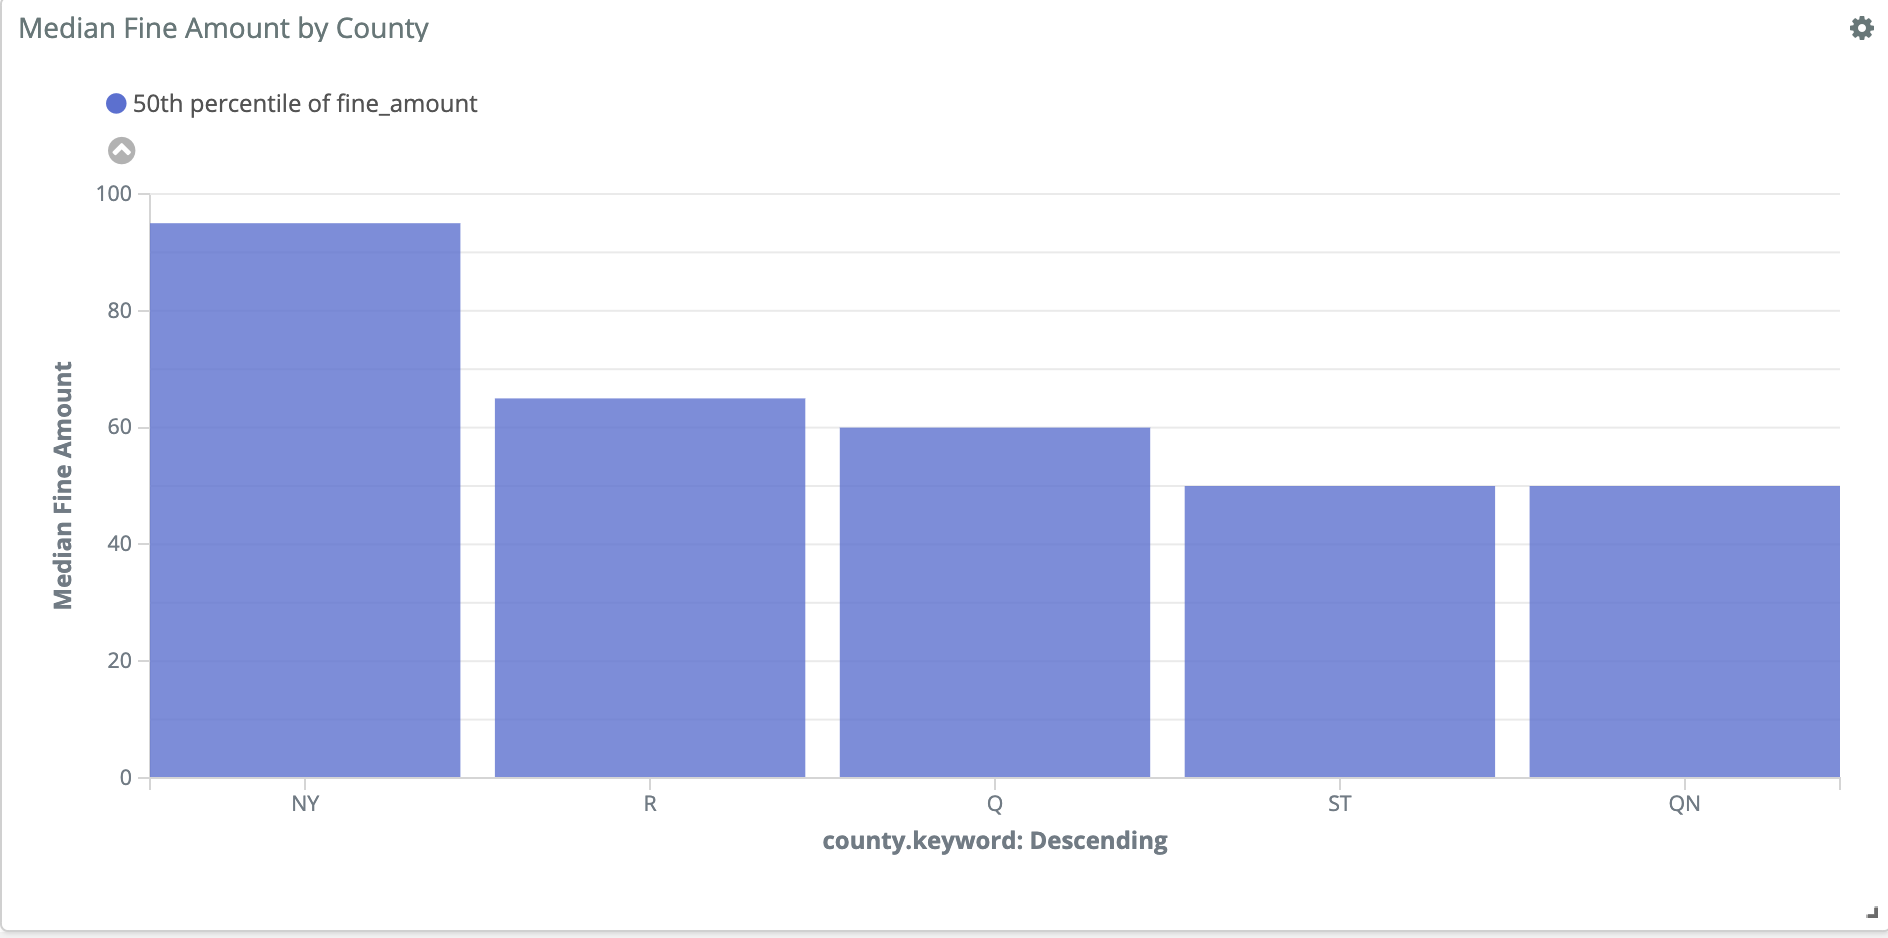 Median Fine Amount by County
50th percentile of fine_amount
100
80
60
40
20
0
Median Fine Amount
NY R Q ST QN
county.keyword: Descending